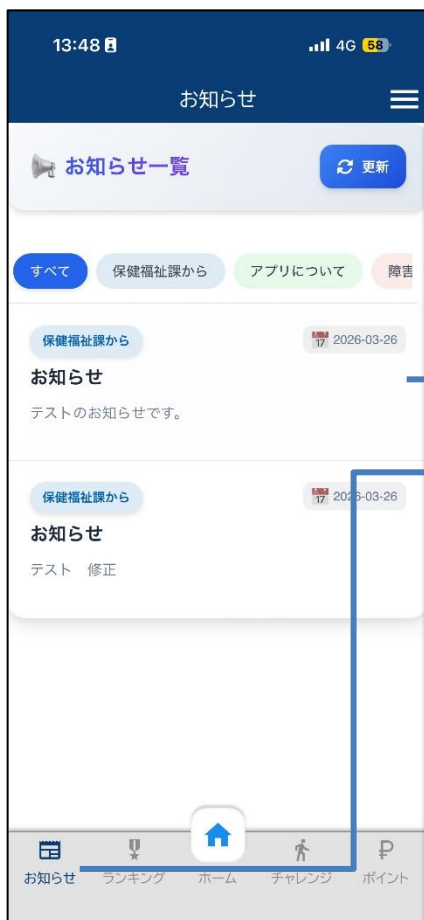 13:48 4G 58
お知らせ
お知らせ一覧 更新
すべて 保健福祉課から アプリについて 障害
保健福祉課から 17 2026-03-26
お知らせ
テストのお知らせです。
保健福祉課から 17 2026-03-26
お知らせ
テスト　修正
お知らせ ランキング ホーム チャレンジ ポイント